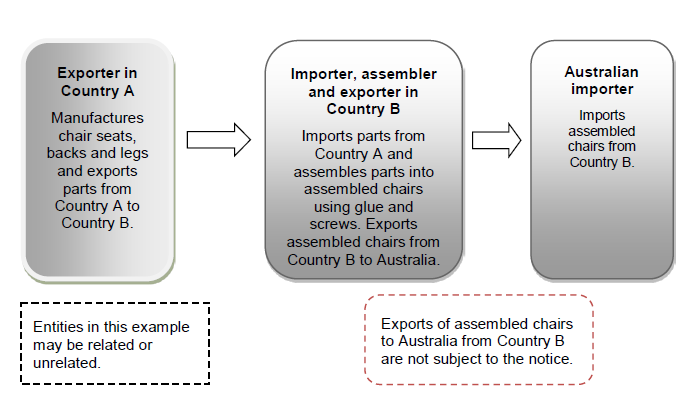 Exporter in
Country A
Manufactures
chair seats,
backs and legs
and exports
parts from
Country A to
Country B.
Importer, assembler
and exporter in
Country B
Imports parts from
Country A and
assembles parts into
assembled chairs
using glue and
screws. Exports
assembled chairs from
Country B to Australia.
Australian
importer
Imports
assembled
chairs from
Country B.
Entities in this example
may be related or
unrelated.
Exports of assembled chairs
to Australia from Country B
are not subject to the notice.